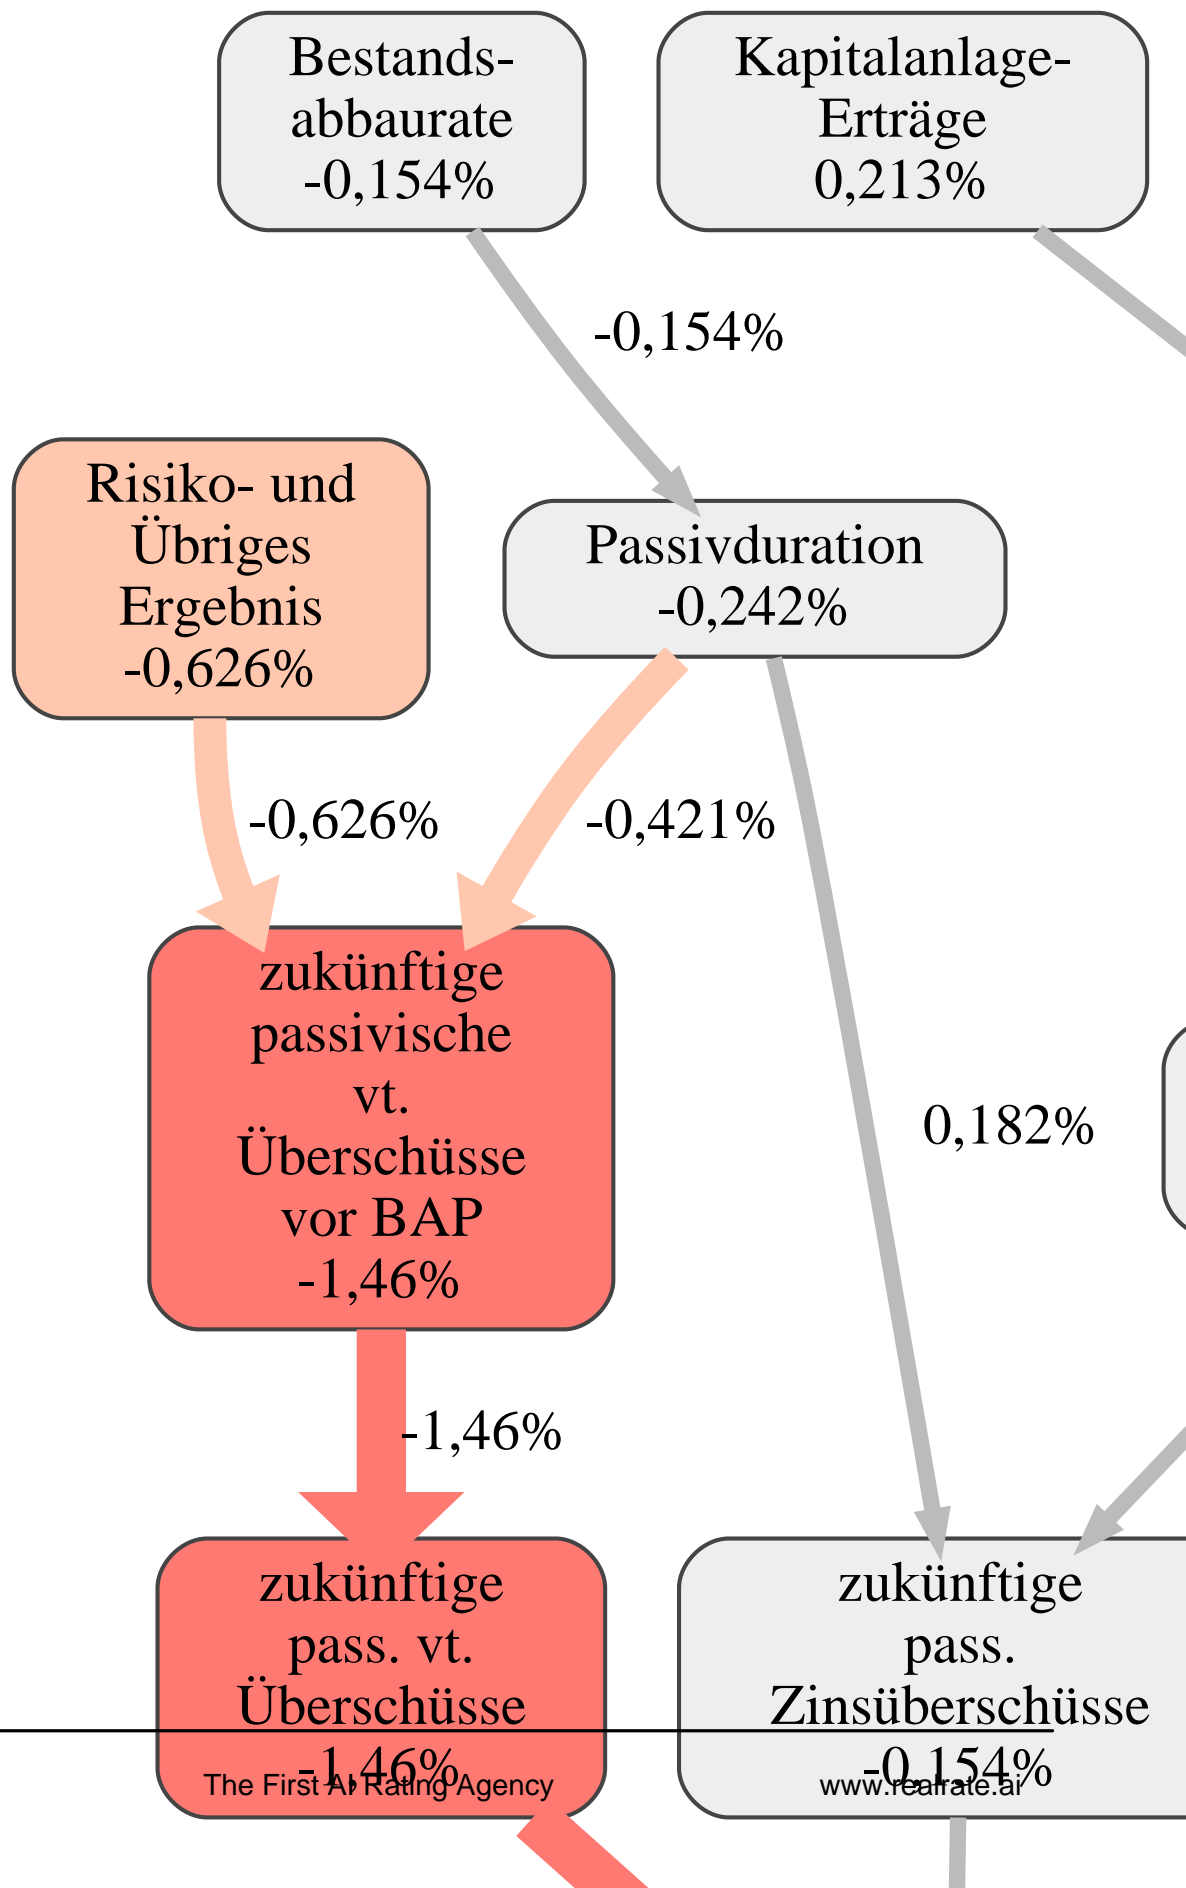 Bestands-
abbaurate
-0,154%
Kapitalanlage-
Erträge
0,213%
-0,154%
Risiko- und
Übriges
Ergebnis
-0,626%
Passivduration
-0,242%
-0,626%
-0,421%
zukünftige
passivische
vt.
Überschüsse
vor BAP
-1,46%
0,182%
-1,46%
zukünftige
pass. vt.
Überschüsse
-1,46%
zukünftige
pass.
Zinsüberschüsse
-0,154%
The First AI Rating Agency
www.realrate.ai